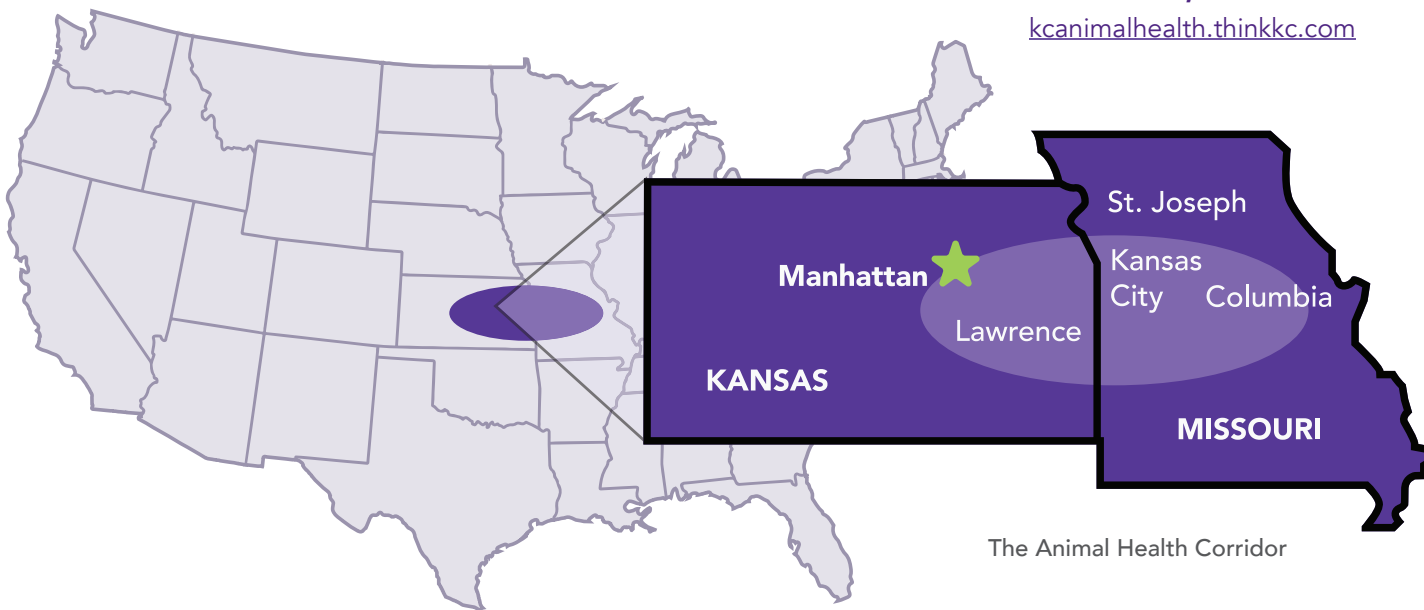 kcanimalhealth.thinkkc.com
St. Joseph
Manhattan
Kansas
City
Columbia
Lawrence
KANSAS
MISSOURI
The Animal Health Corridor